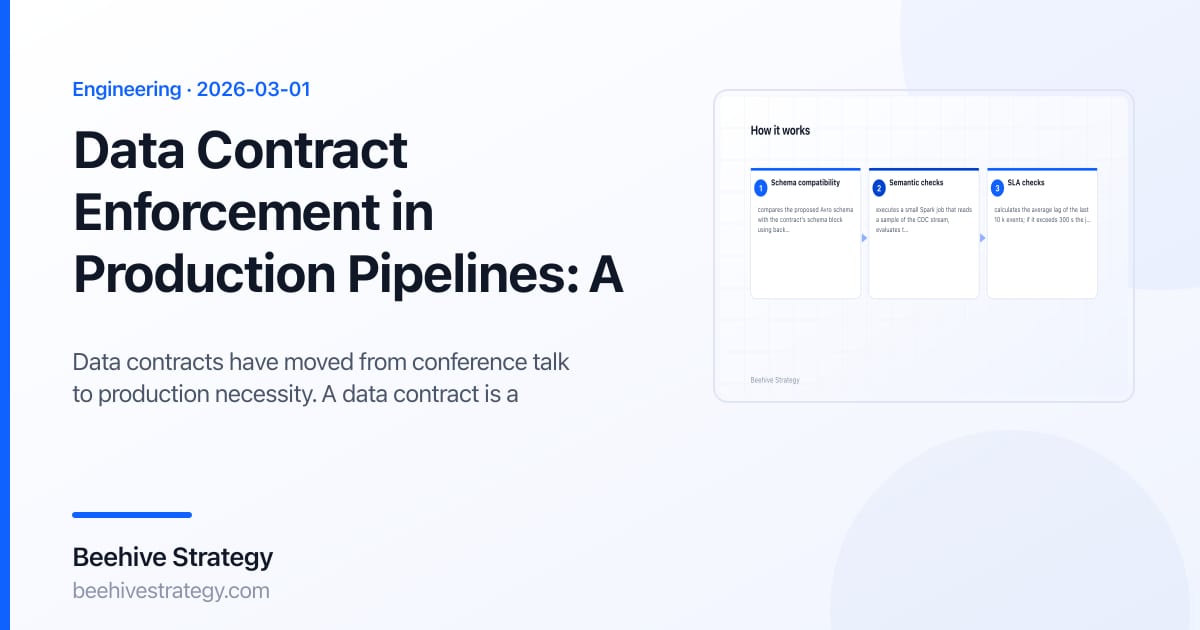 Engineering · 2026-03-01
Data Contract
Enforcement in
Production Pipelines: A
Data contracts have moved from conference talk
to production necessity. A data contract is a
Beehive Strategy
beehivestrategy.com
How it works
1 Schema compatibility
compares the proposed Avro schema
with the contract's schema block
using back...
2 Semantic checks
executes a small Spark job that reads
a sample of the CDC stream,
evaluates t...
3 SLA checks
calculates the average lag of the last
10 k events; if it exceeds 300 s the j...
Beehive Strategy